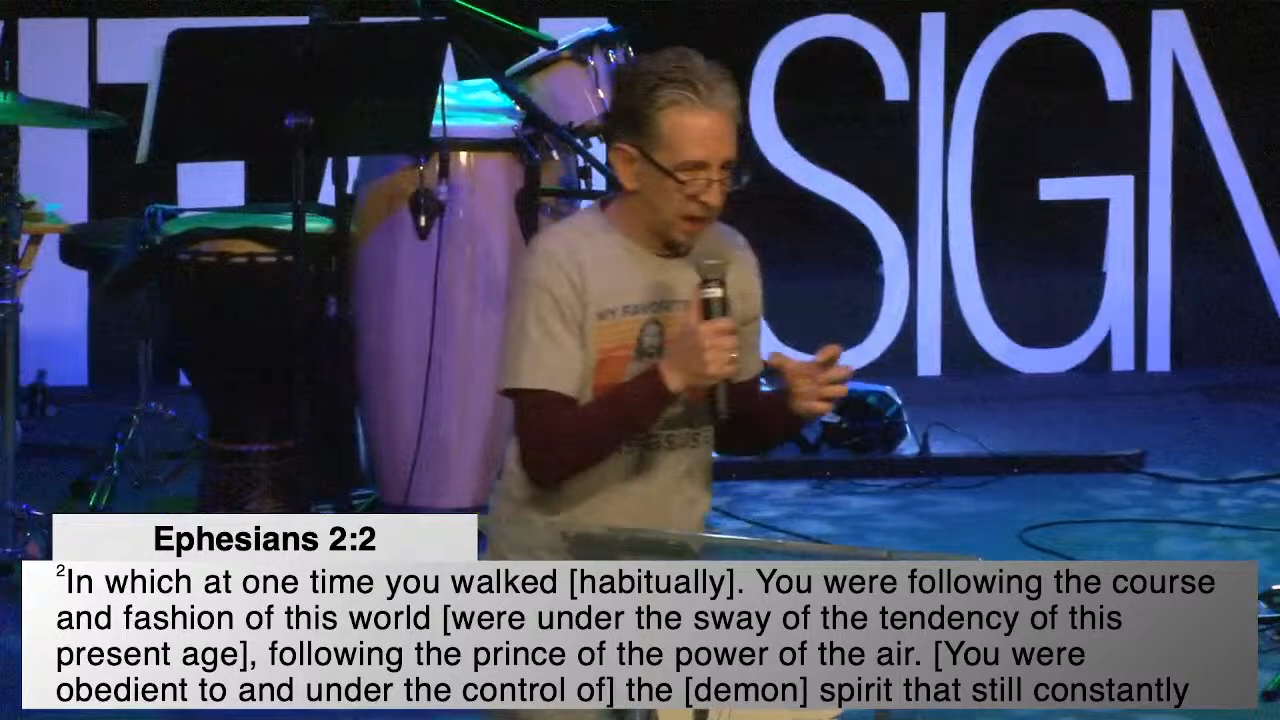 SIGN
MY FAVORITE
Ephesians 2:2
²In which at one time you walked [habitually]. You were following the course
and fashion of this world [were under the sway of the tendency of this
present age], following the prince of the power of the air. [You were
obedient to and under the control of] the [demon] spirit that still constantly